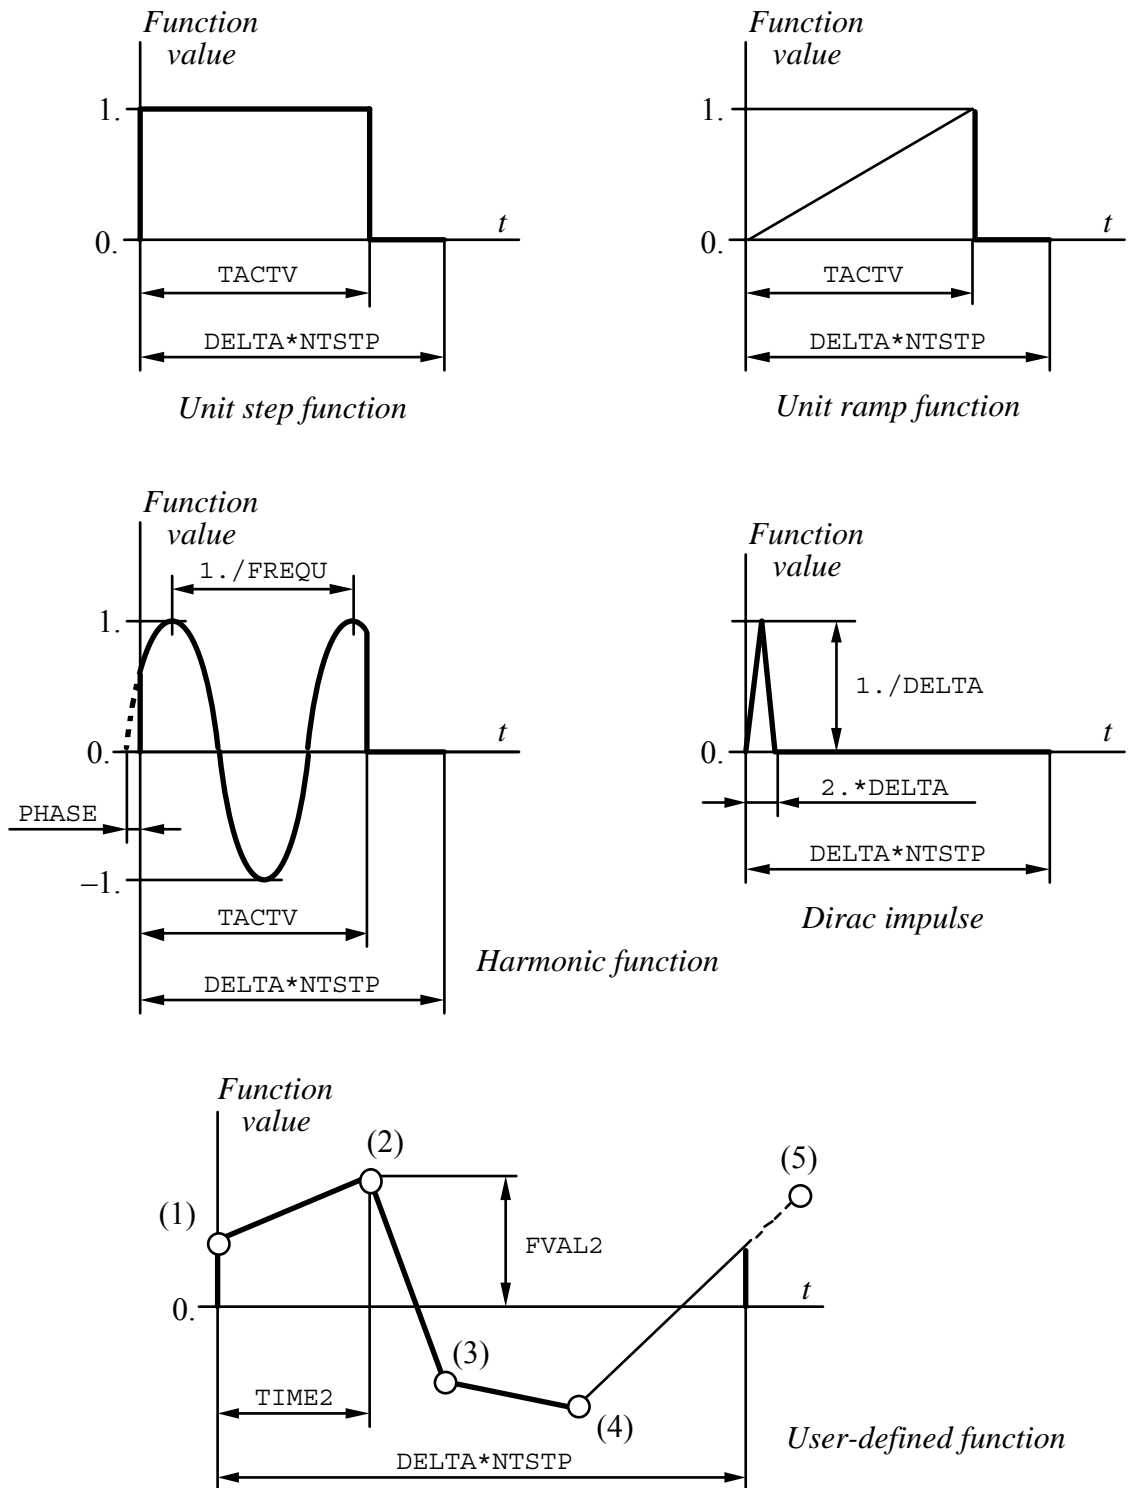 Function
value
1.
0.
t
TACTV
DELTA*NTSTP
Unit step function
Function
value
1.
0.
t
TACTV
DELTA*NTSTP
Unit ramp function
Function
value
1./FREQU
1.
0.
t
PHASE
−1.
TACTV
DELTA*NTSTP
Harmonic function
Function
value
1.
0.
t
1./DELTA
2.*DELTA
DELTA*NTSTP
Dirac impulse
Function
value
(1)
(2)
(5)
FVAL2
0.
t
(3)
TIME2
(4)
DELTA*NTSTP
User-defined function